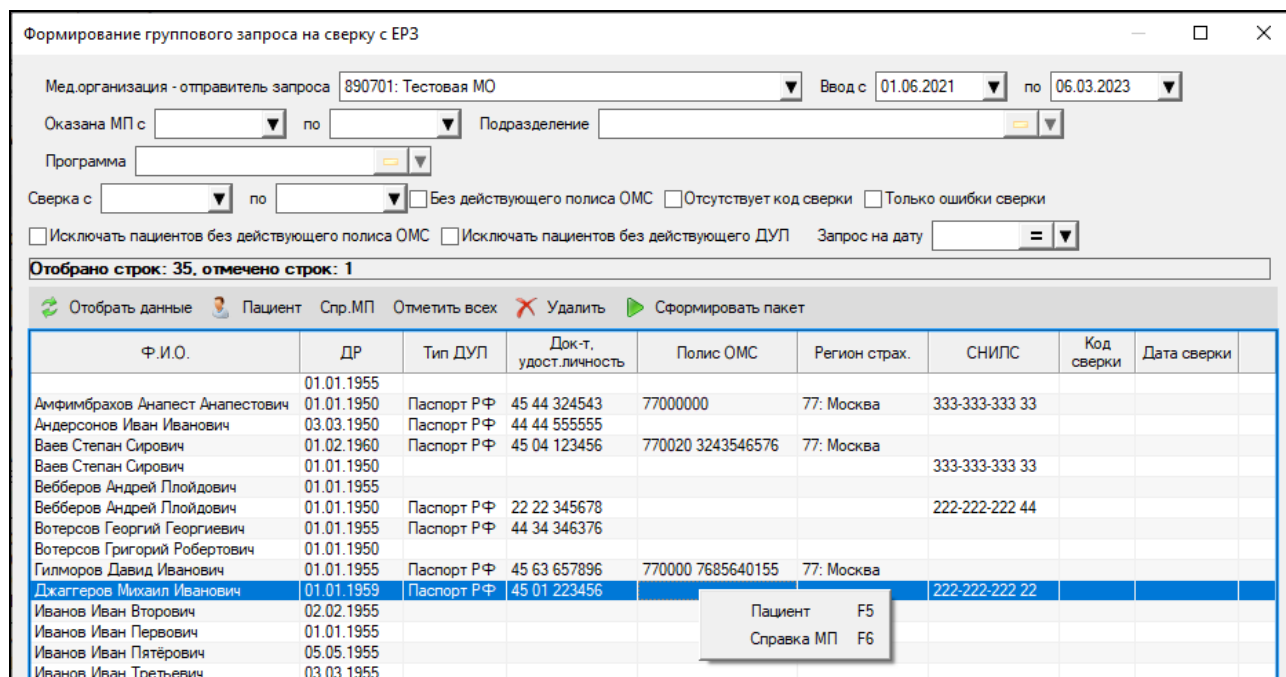 Формирование группового запроса на сверку с ЕРЗ
Мед.организация - отправитель запроса 890701: Тестовая МО Ввод с 01.06.2021 по 06.03.2023
Оказана МП с по Подразделение
Программа
Сверка с по Без действующего полиса ОМС Отсутствует код сверки Только ошибки сверки
Исключать пациентов без действующего полиса ОМС Исключать пациентов без действующего ДУЛ Запрос на дату =
Отобрано строк: 35, отмечено строк: 1
Отобрать данные Пациент Спр.МП Отметить всех Удалить Сформировать пакет
Ф.И.О. ДР Тип ДУЛ Док-т, удост.личность Полис ОМС Регион страх. СНИЛС Код сверки Дата сверки
01.01.1955
Амфимбрахов Анапест Анапестович 01.01.1950 Паспорт РФ 45 44 324543 77000000 77: Москва 333-333-333 33
Андерсонов Иван Иванович 03.03.1950 Паспорт РФ 44 44 555555
Ваев Степан Сирович 01.02.1960 Паспорт РФ 45 04 123456 770020 3243546576 77: Москва
Ваев Степан Сирович 01.01.1950 333-333-333 33
Вебберов Андрей Плойдович 01.01.1955
Вебберов Андрей Плойдович 01.01.1950 Паспорт РФ 22 22 345678 222-222-222 44
Вотерсов Георгий Георгиевич 01.01.1955 Паспорт РФ 44 34 346376
Вотерсов Григорий Робертович 01.01.1950
Гилморов Давид Иванович 01.01.1955 Паспорт РФ 45 63 657896 770000 7685640155 77: Москва
Джаггеров Михаил Иванович 01.01.1959 Паспорт РФ 45 01 223456 222-222-222 22
Иванов Иван Вторович 02.02.1955
Пациент F5
Иванов Иван Первович 01.01.1955
Справка МП F6
Иванов Иван Пятёрович 05.05.1955
Иванов Иван Третьевич 03.03.1955